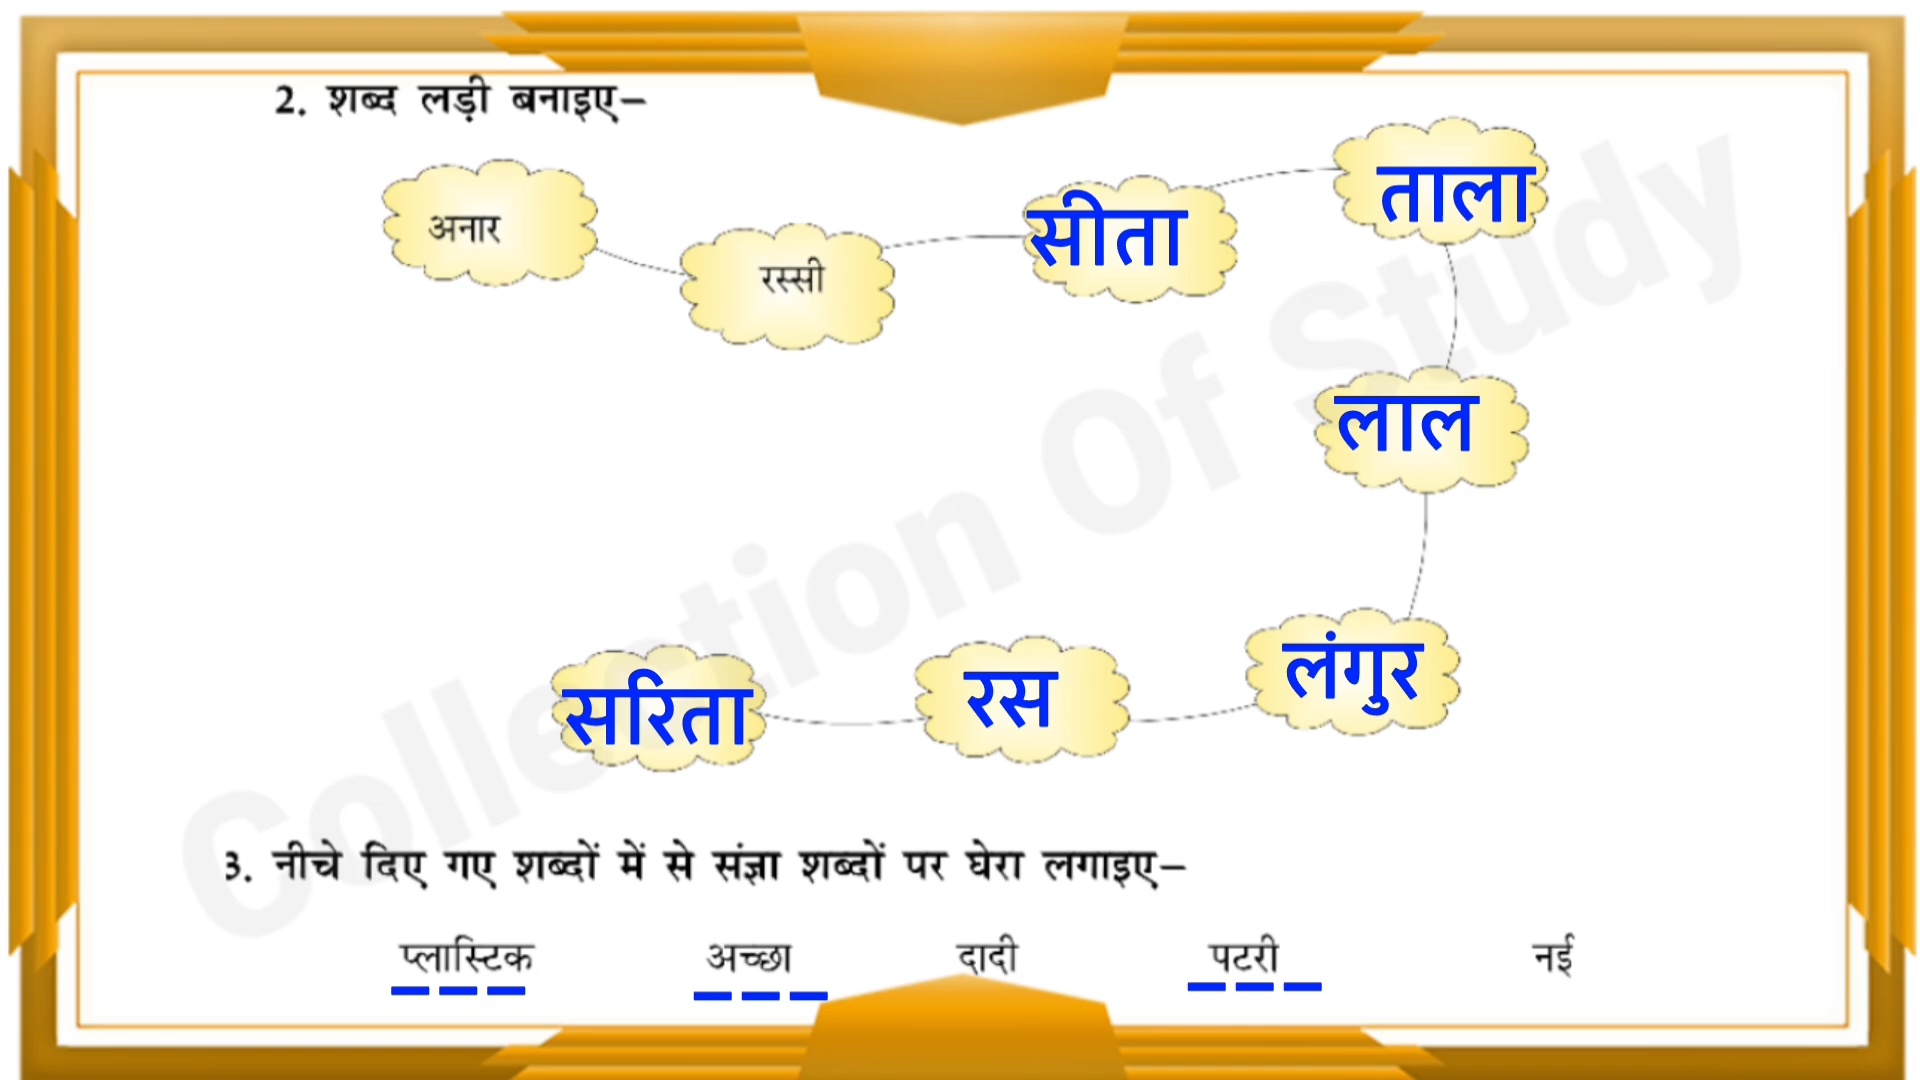 2. शब्द लड़ी बनाइए–
अनार
रस्सी
सीता
ताला
लाल
लंगुर
रस
सरिता
3. नीचे दिए गए शब्दों में से संज्ञा शब्दों पर घेरा लगाइए–
प्लास्टिक अच्छा दादी पटरी नई
Collection Of Study